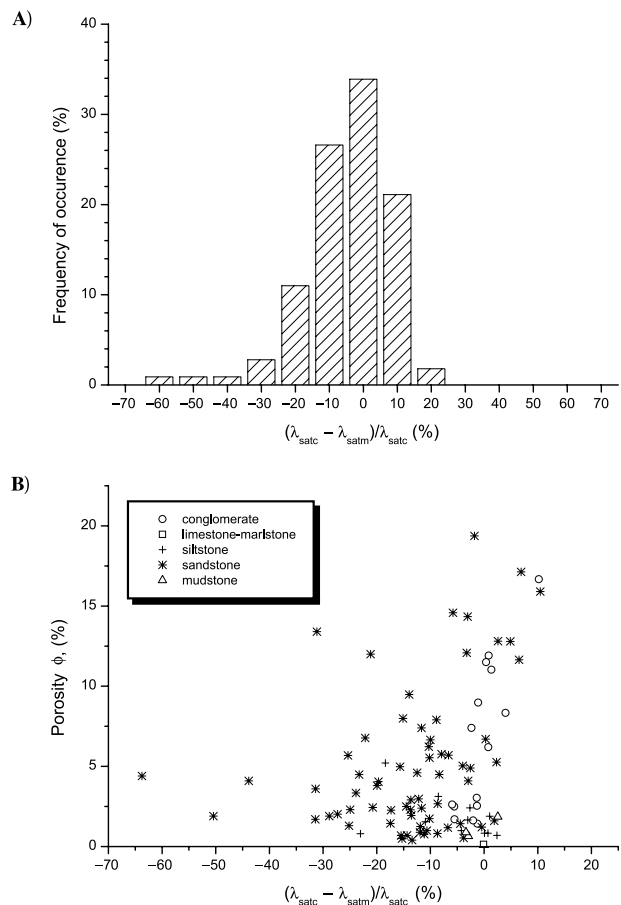 A)
Frequency of occurence (%)
40
30
20
10
0
–70 –60 –50 –40 –30 –20 –10 0 10 20 30 40 50 60 70
(λsatc – λsatm)/λsatc (%)
B)
Porosity ϕ, (%)
20
15
10
5
0
conglomerate
limestone-marlstone
siltstone
sandstone
mudstone
–70 –60 –50 –40 –30 –20 –10 0 10 20
(λsatc – λsatm)/λsatc (%)